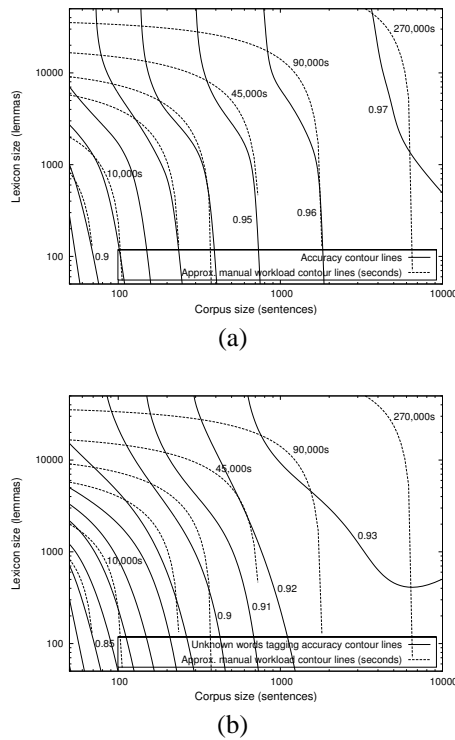 270,000s
10000
90,000s
45,000s
0.97
1000
10,000s
0.95
0.96
0.9
100
Accuracy contour lines
Approx. manual workload contour lines (seconds)
100
1000
10000
Lexicon size (lemmas)
Corpus size (sentences)
(a)
270,000s
10000
90,000s
45,000s
0.93
1000
10,000s
0.92
0.91
0.9
0.85
100
Unknown words tagging accuracy contour lines
Approx. manual workload contour lines (seconds)
100
1000
10000
Lexicon size (lemmas)
Corpus size (sentences)
(b)